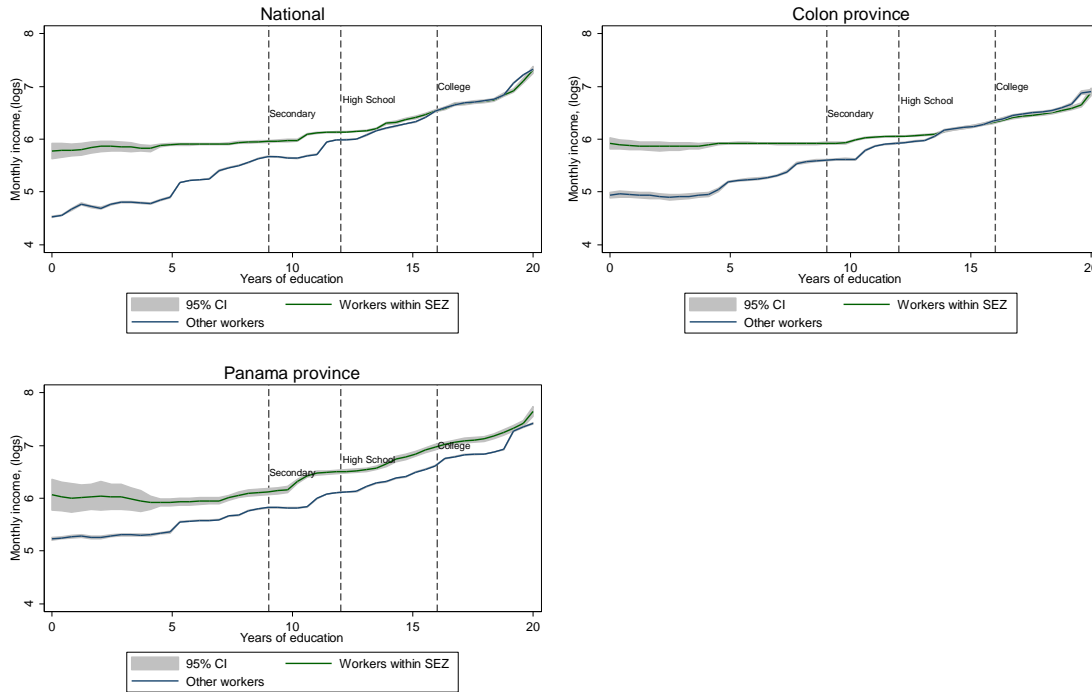 National
Monthly income, (logs)
8
7
6
5
4
Secondary
High School
College
0 5 10 15 20
Years of education
95% CI Workers within SEZ
Other workers
Colon province
Monthly income, (logs)
8
7
6
5
4
Secondary
High School
College
0 5 10 15 20
Years of education
95% CI Workers within SEZ
Other workers
Panama province
Monthly income, (logs)
8
7
6
5
4
Secondary
High School
College
0 5 10 15 20
Years of education
95% CI Workers within SEZ
Other workers